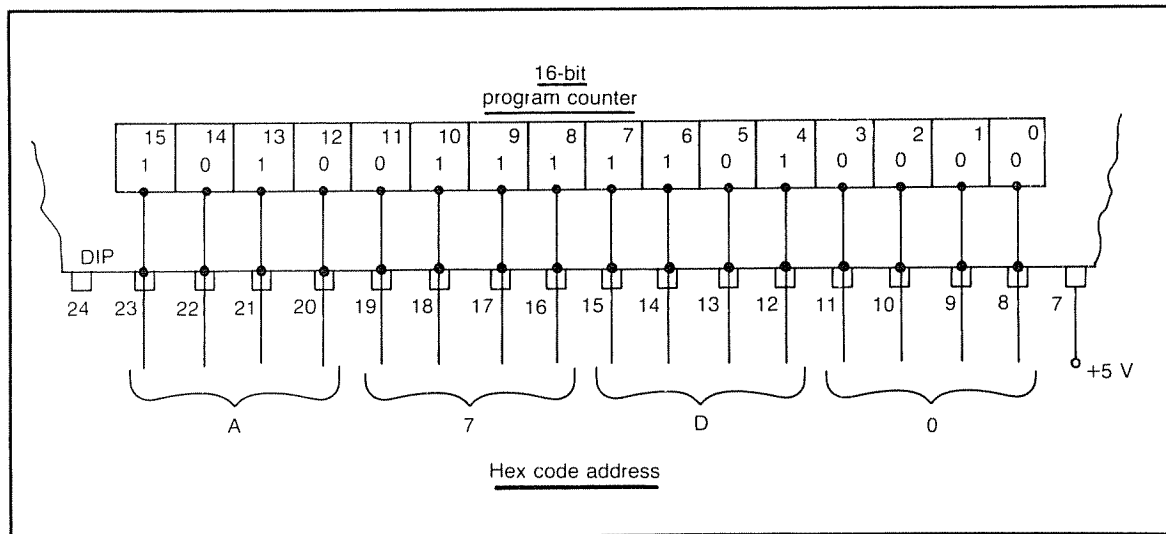 16-bit
program counter
15 14 13 12 11 10 9 8 7 6 5 4 3 2 1 0
1 0 1 0 0 1 1 1 1 1 0 1 0 0 0 0
DIP
24 23 22 21 20 19 18 17 16 15 14 13 12 11 10 9 8 7
+5 V
A 7 D 0
Hex code address